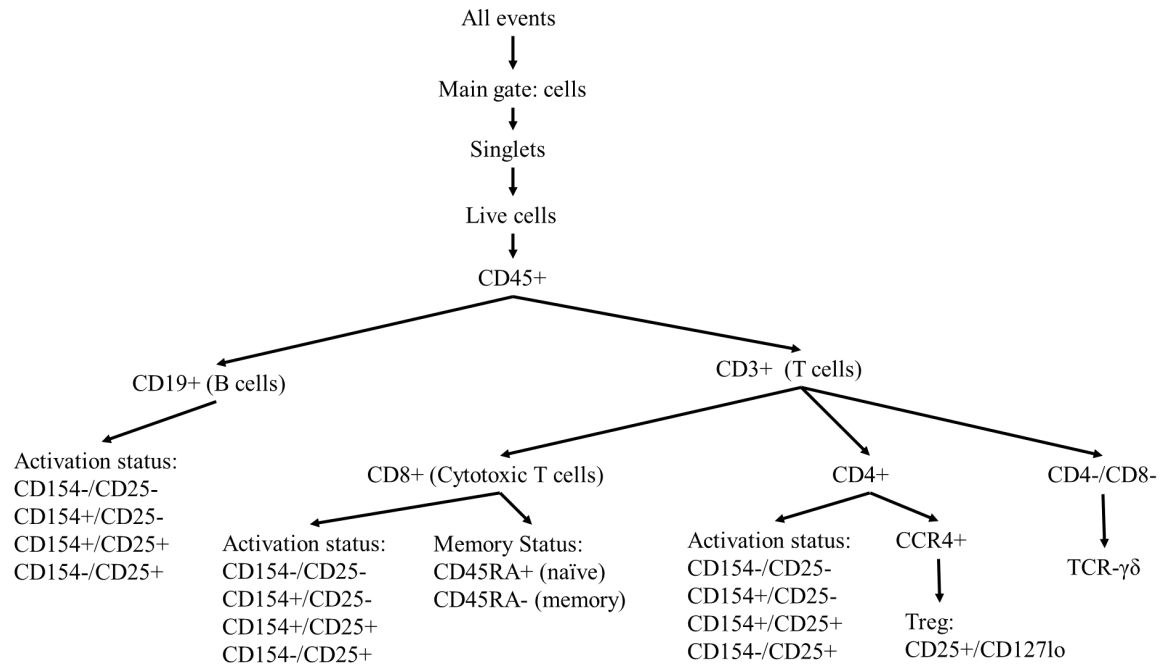 All events
Main gate: cells
Singlets
Live cells
CD45+
CD19+ (B cells)
CD3+  (T cells)
Activation status:
CD154-/CD25-
CD154+/CD25-
CD154+/CD25+
CD154-/CD25+
CD8+ (Cytotoxic T cells)
CD4+
CD4-/CD8-
Activation status:
CD154-/CD25-
CD154+/CD25-
CD154+/CD25+
CD154-/CD25+
Memory Status:
CD45RA+ (naïve)
CD45RA- (memory)
Activation status:
CD154-/CD25-
CD154+/CD25-
CD154+/CD25+
CD154-/CD25+
CCR4+
Treg:
CD25+/CD127lo
TCR-γδ